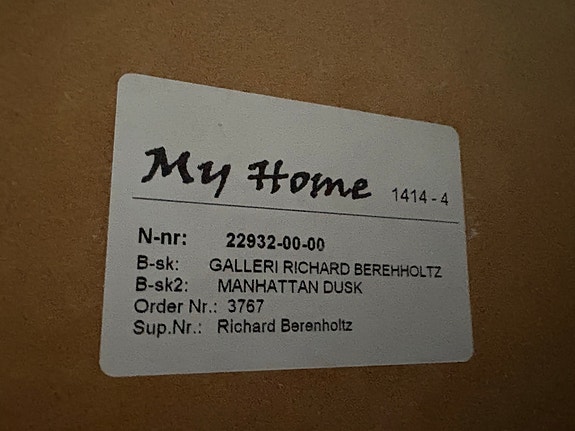 My Home 1414 - 4
N-nr: 22932-00-00
B-sk: GALLERI RICHARD BEREHHOLTZ
B-sk2: MANHATTAN DUSK
Order Nr.: 3767
Sup.Nr.: Richard Berenholtz